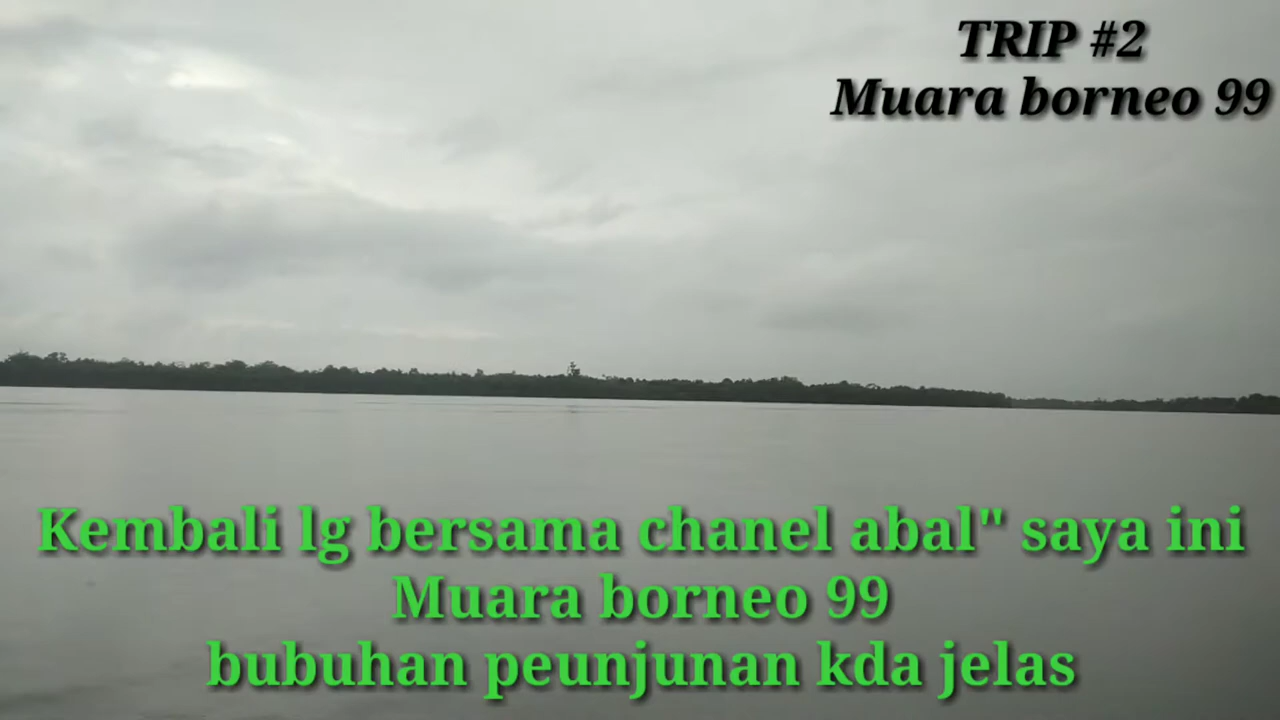 TRIP #2
Muara borneo 99
Kembali lg bersama chanel abal" saya ini
Muara borneo 99
bubuhan peunjunan kda jelas